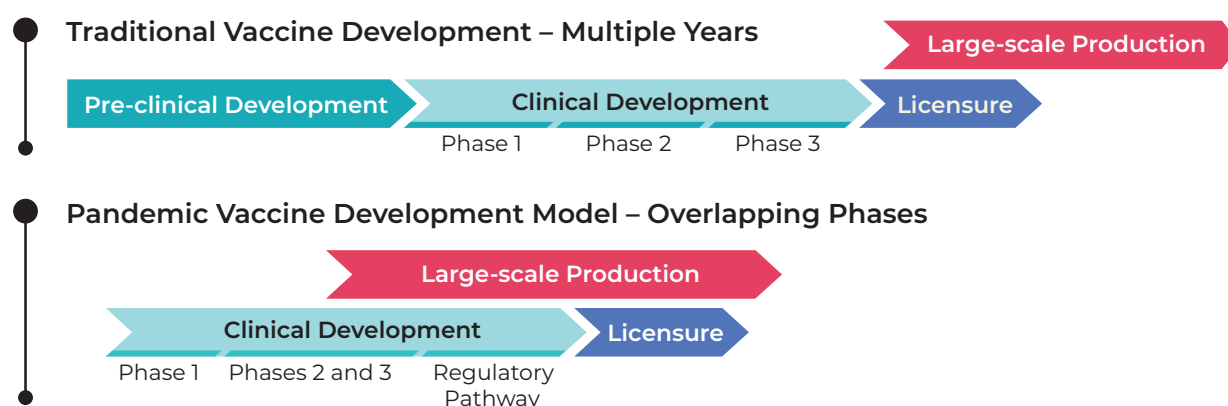 Traditional Vaccine Development – Multiple Years
Large-scale Production
Pre-clinical Development
Clinical Development
Licensure
Phase 1
Phase 2
Phase 3
Pandemic Vaccine Development Model – Overlapping Phases
Large-scale Production
Clinical Development
Licensure
Phase 1
Phases 2 and 3
Regulatory
Pathway